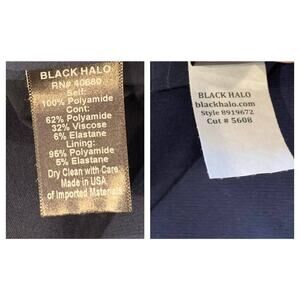 BLACK HALO
RN# 40680
Self:
100% Polyamide
Cont:
62% Polyamide
32% Viscose
6% Elastane
Lining:
95% Polyamide
5% Elastane
Dry Clean with Care
Made in USA
of Imported Materials
BLACK HALO
blackhalo.com
Style 8919672
Cut # 5608